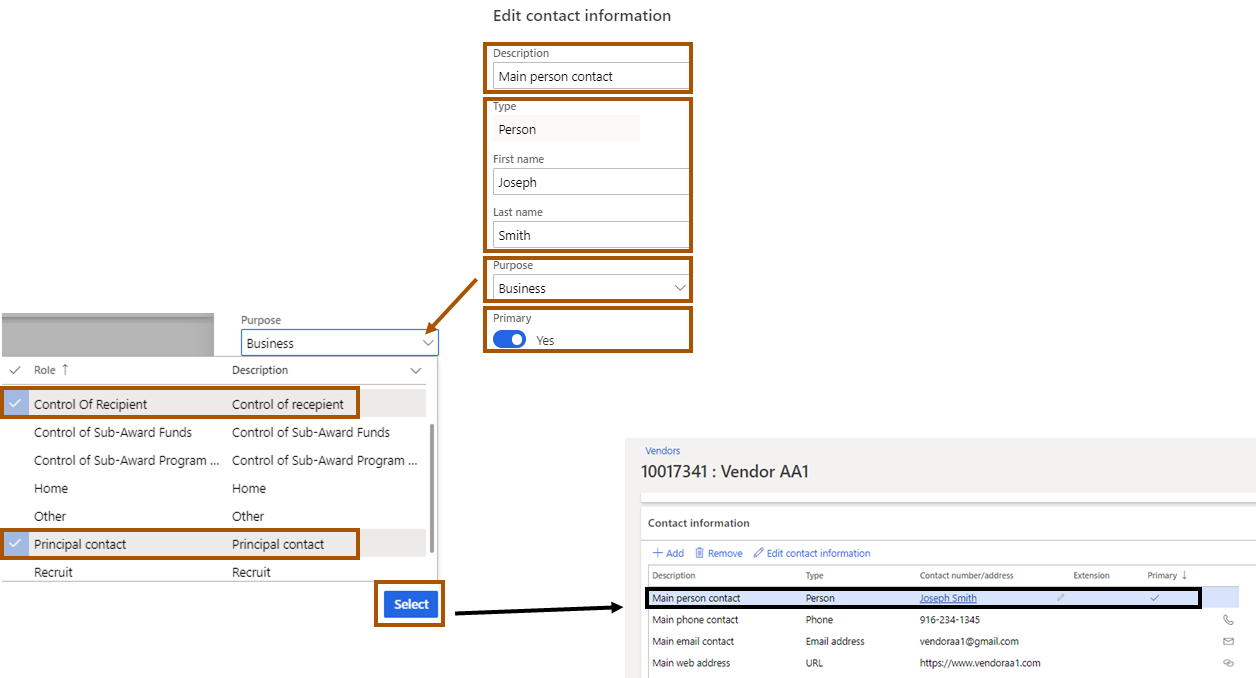 Edit contact information
Description
Main person contact
Type
Person
First name
Joseph
Last name
Smith
Purpose
Business
Primary
Yes
Purpose
Business
Role ↑ Description
Control Of Recipient Control of recepient
Control of Sub-Award Funds Control of Sub-Award Funds
Control of Sub-Award Program ... Control of Sub-Award Program ...
Home Home
Other Other
Principal contact Principal contact
Recruit Recruit
Select
Vendors
10017341 : Vendor AA1
Contact information
+ Add Remove Edit contact information
Description Type Contact number/address Extension Primary ↓
Main person contact Person Joseph Smith
Main phone contact Phone 916-234-1345
Main email contact Email address vendoraa1@gmail.com
Main web address URL https://www.vendoraa1.com